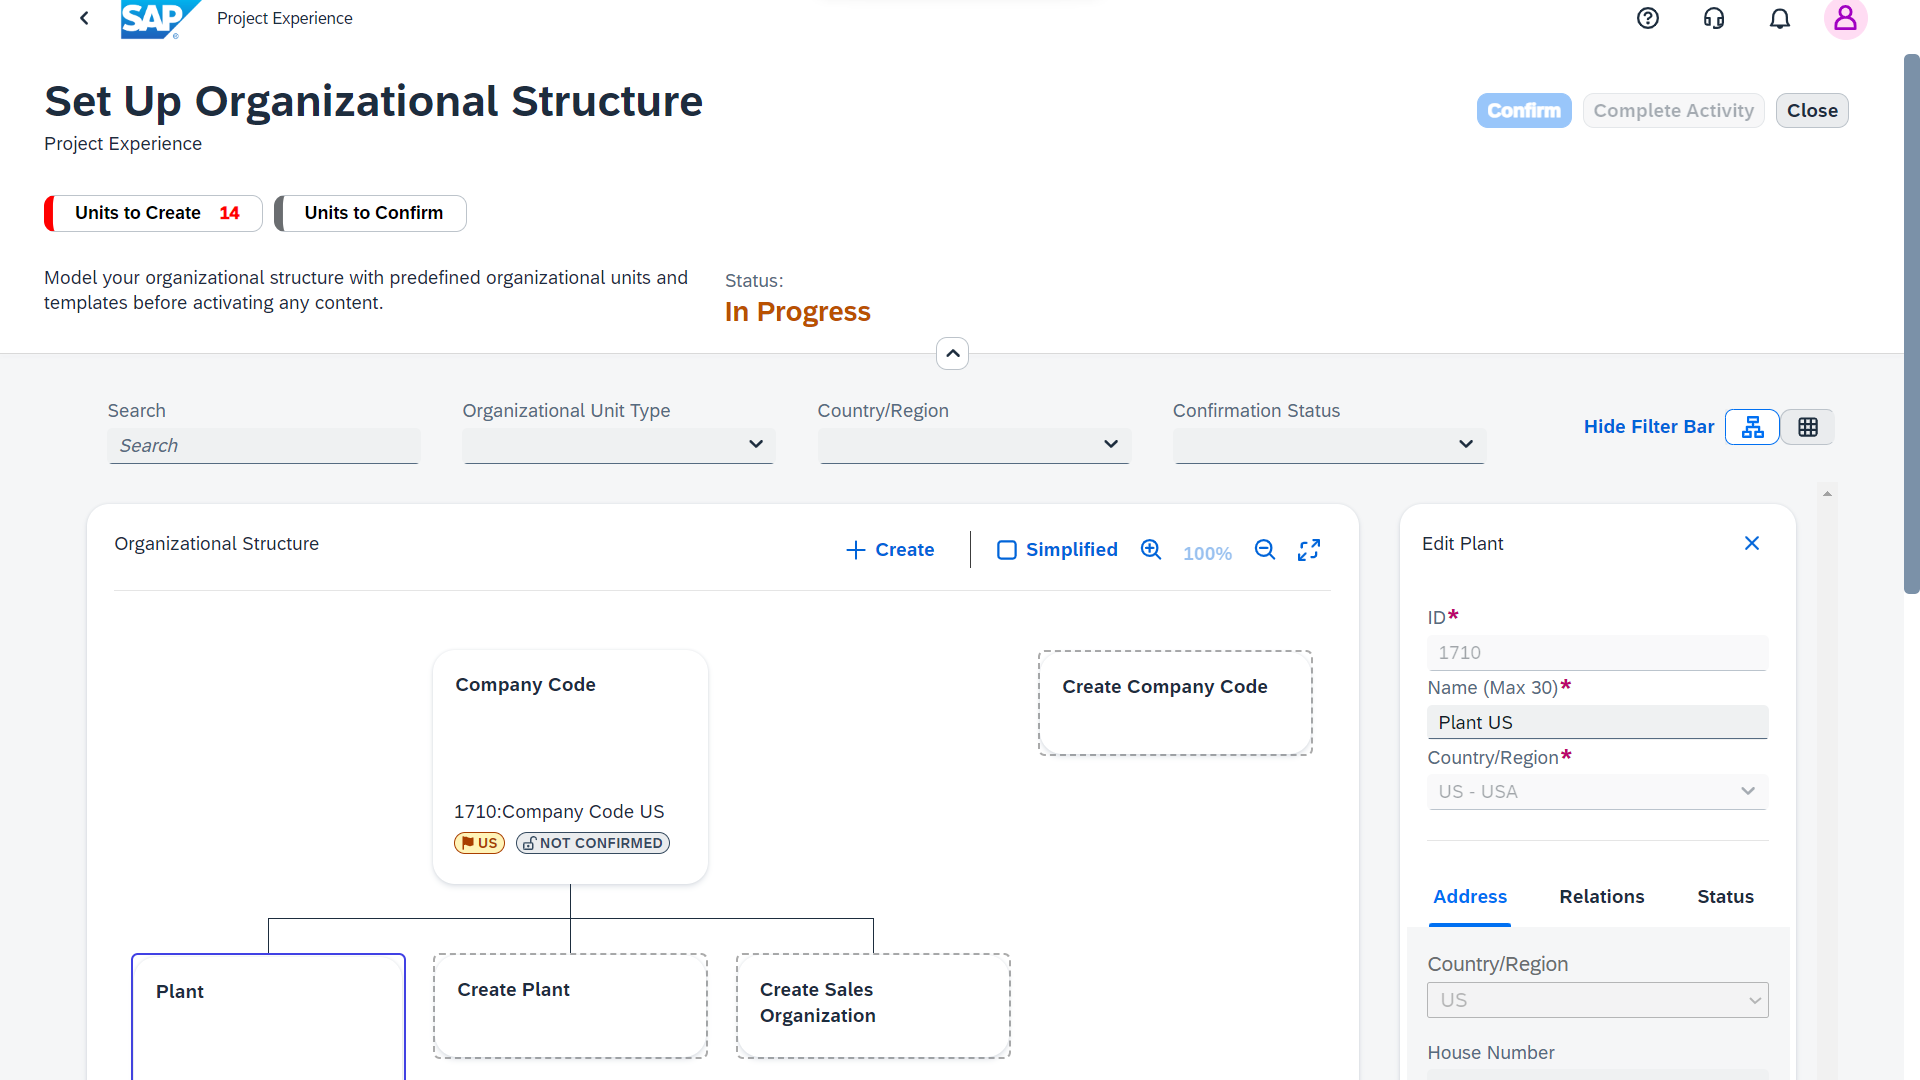 SAP
Project Experience
Set Up Organizational Structure
Project Experience
Confirm
Complete Activity
Close
Units to Create 14
Units to Confirm
Model your organizational structure with predefined organizational units and
templates before activating any content.
Status:
In Progress
Search
Search
Organizational Unit Type
Country/Region
Confirmation Status
Hide Filter Bar
Organizational Structure
Create
Simplified
100%
Company Code
1710:Company Code US
US
NOT CONFIRMED
Create Company Code
Plant
Create Plant
Create Sales
Organization
Edit Plant
ID*
1710
Name (Max 30)*
Plant US
Country/Region*
US - USA
Address
Relations
Status
Country/Region
US
House Number